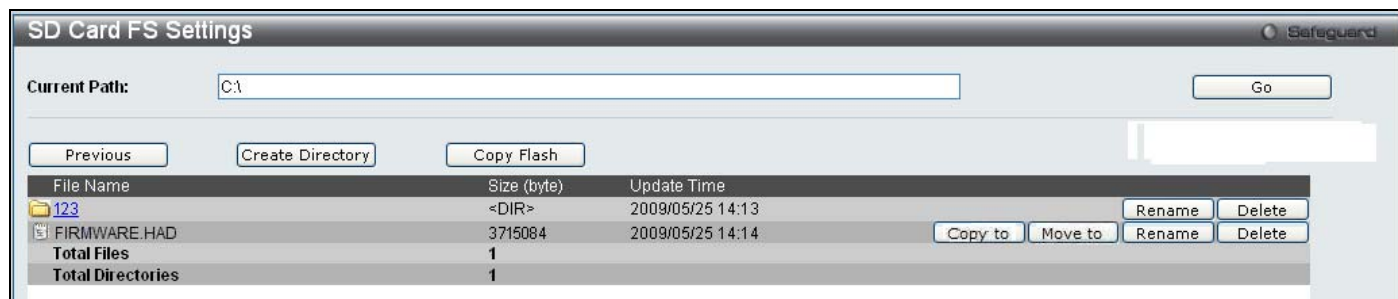 SD Card FS Settings Safeguard
Current Path: C:\ Go
Previous Create Directory Copy Flash
File Name Size (byte) Update Time
123 <DIR> 2009/05/25 14:13 Rename Delete
FIRMWARE.HAD 3715084 2009/05/25 14:14 Copy to Move to Rename Delete
Total Files 1
Total Directories 1